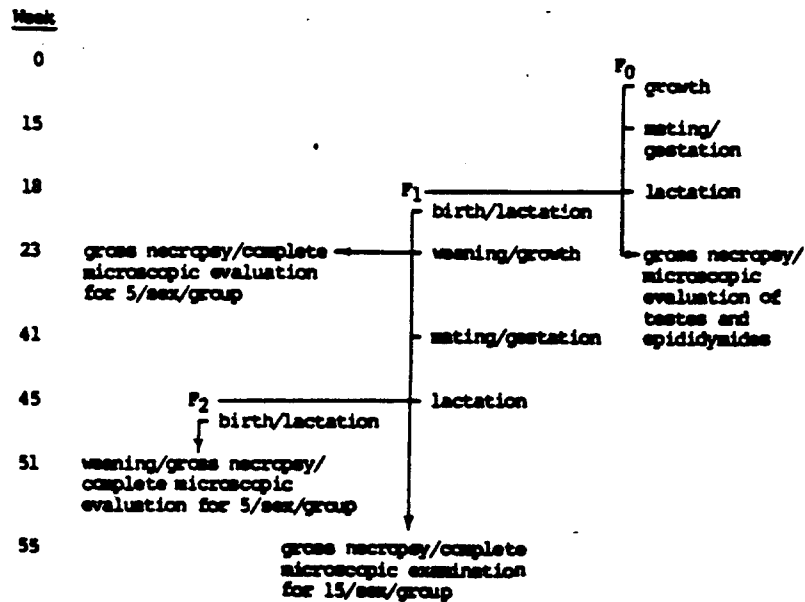 Week
0
F0
growth
15
mating/
gestation
18
F1
lactation
birth/lactation
23
gross necropsy/complete
microscopic evaluation
for 5/sex/group
weaning/growth
gross necropsy/
microscopic
evaluation of
testes and
epididymides
41
mating/gestation
45
F2
lactation
birth/lactation
51
weaning/gross necropsy/
complete microscopic
evaluation for 5/sex/group
55
gross necropsy/complete
microscopic examination
for 15/sex/group